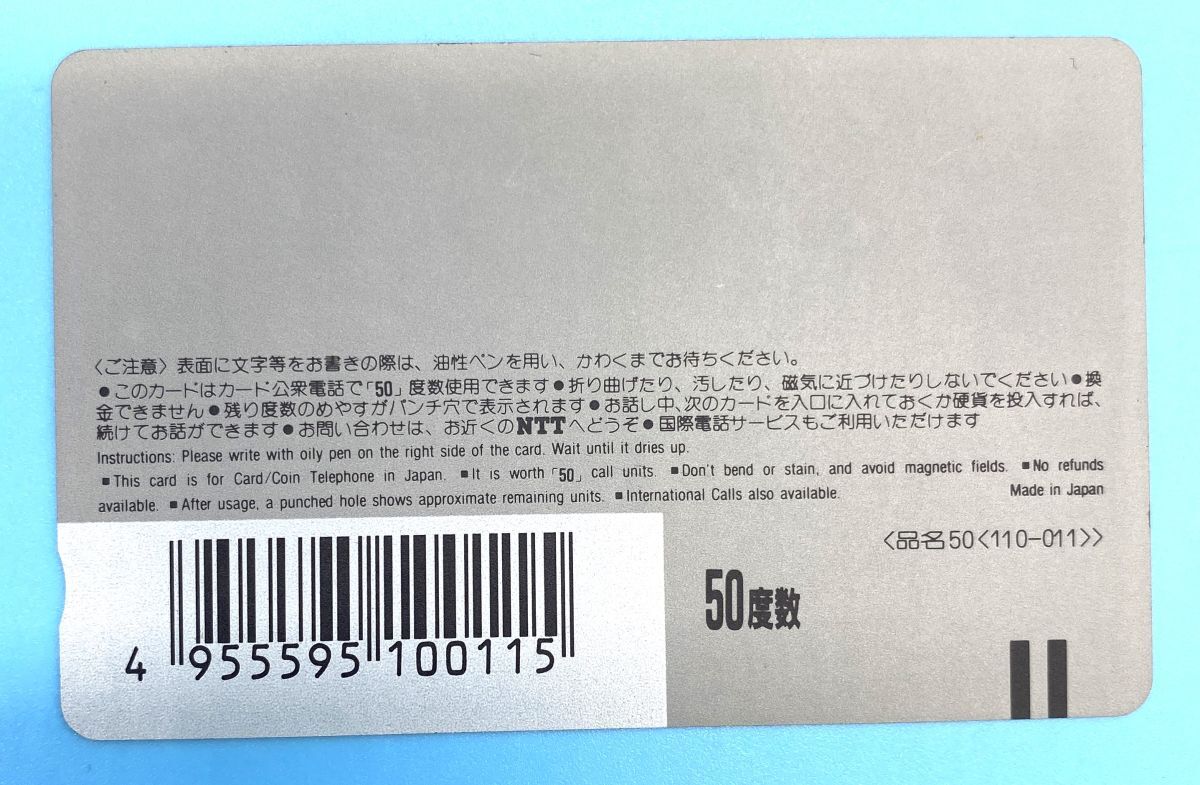 〈ご注意〉表面に文字等をお書きの際は、油性ペンを用い、かわくまでお待ちください。
●このカードはカード公衆電話で「50」度数使用できます●折り曲げたり、汚したり、磁気に近づけたりしないでください●換
金できません●残り度数のめやすがパンチ穴で表示されます●お話し中、次のカードを入口に入れておくか硬貨を投入すれば、
続けてお話ができます●お問い合わせは、お近くのNTTへどうぞ●国際電話サービスもご利用いただけます
Instructions: Please write with oily pen on the right side of the card. Wait until it dries up.
■This card is for Card/Coin Telephone in Japan. ■It is worth「50」call units. ■Don't bend or stain, and avoid magnetic fields. ■No refunds
available. ■After usage, a punched hole shows approximate remaining units. ■International Calls also available. Made in Japan
〈品名50〈110-011〉〉
50度数
4 955595 100115